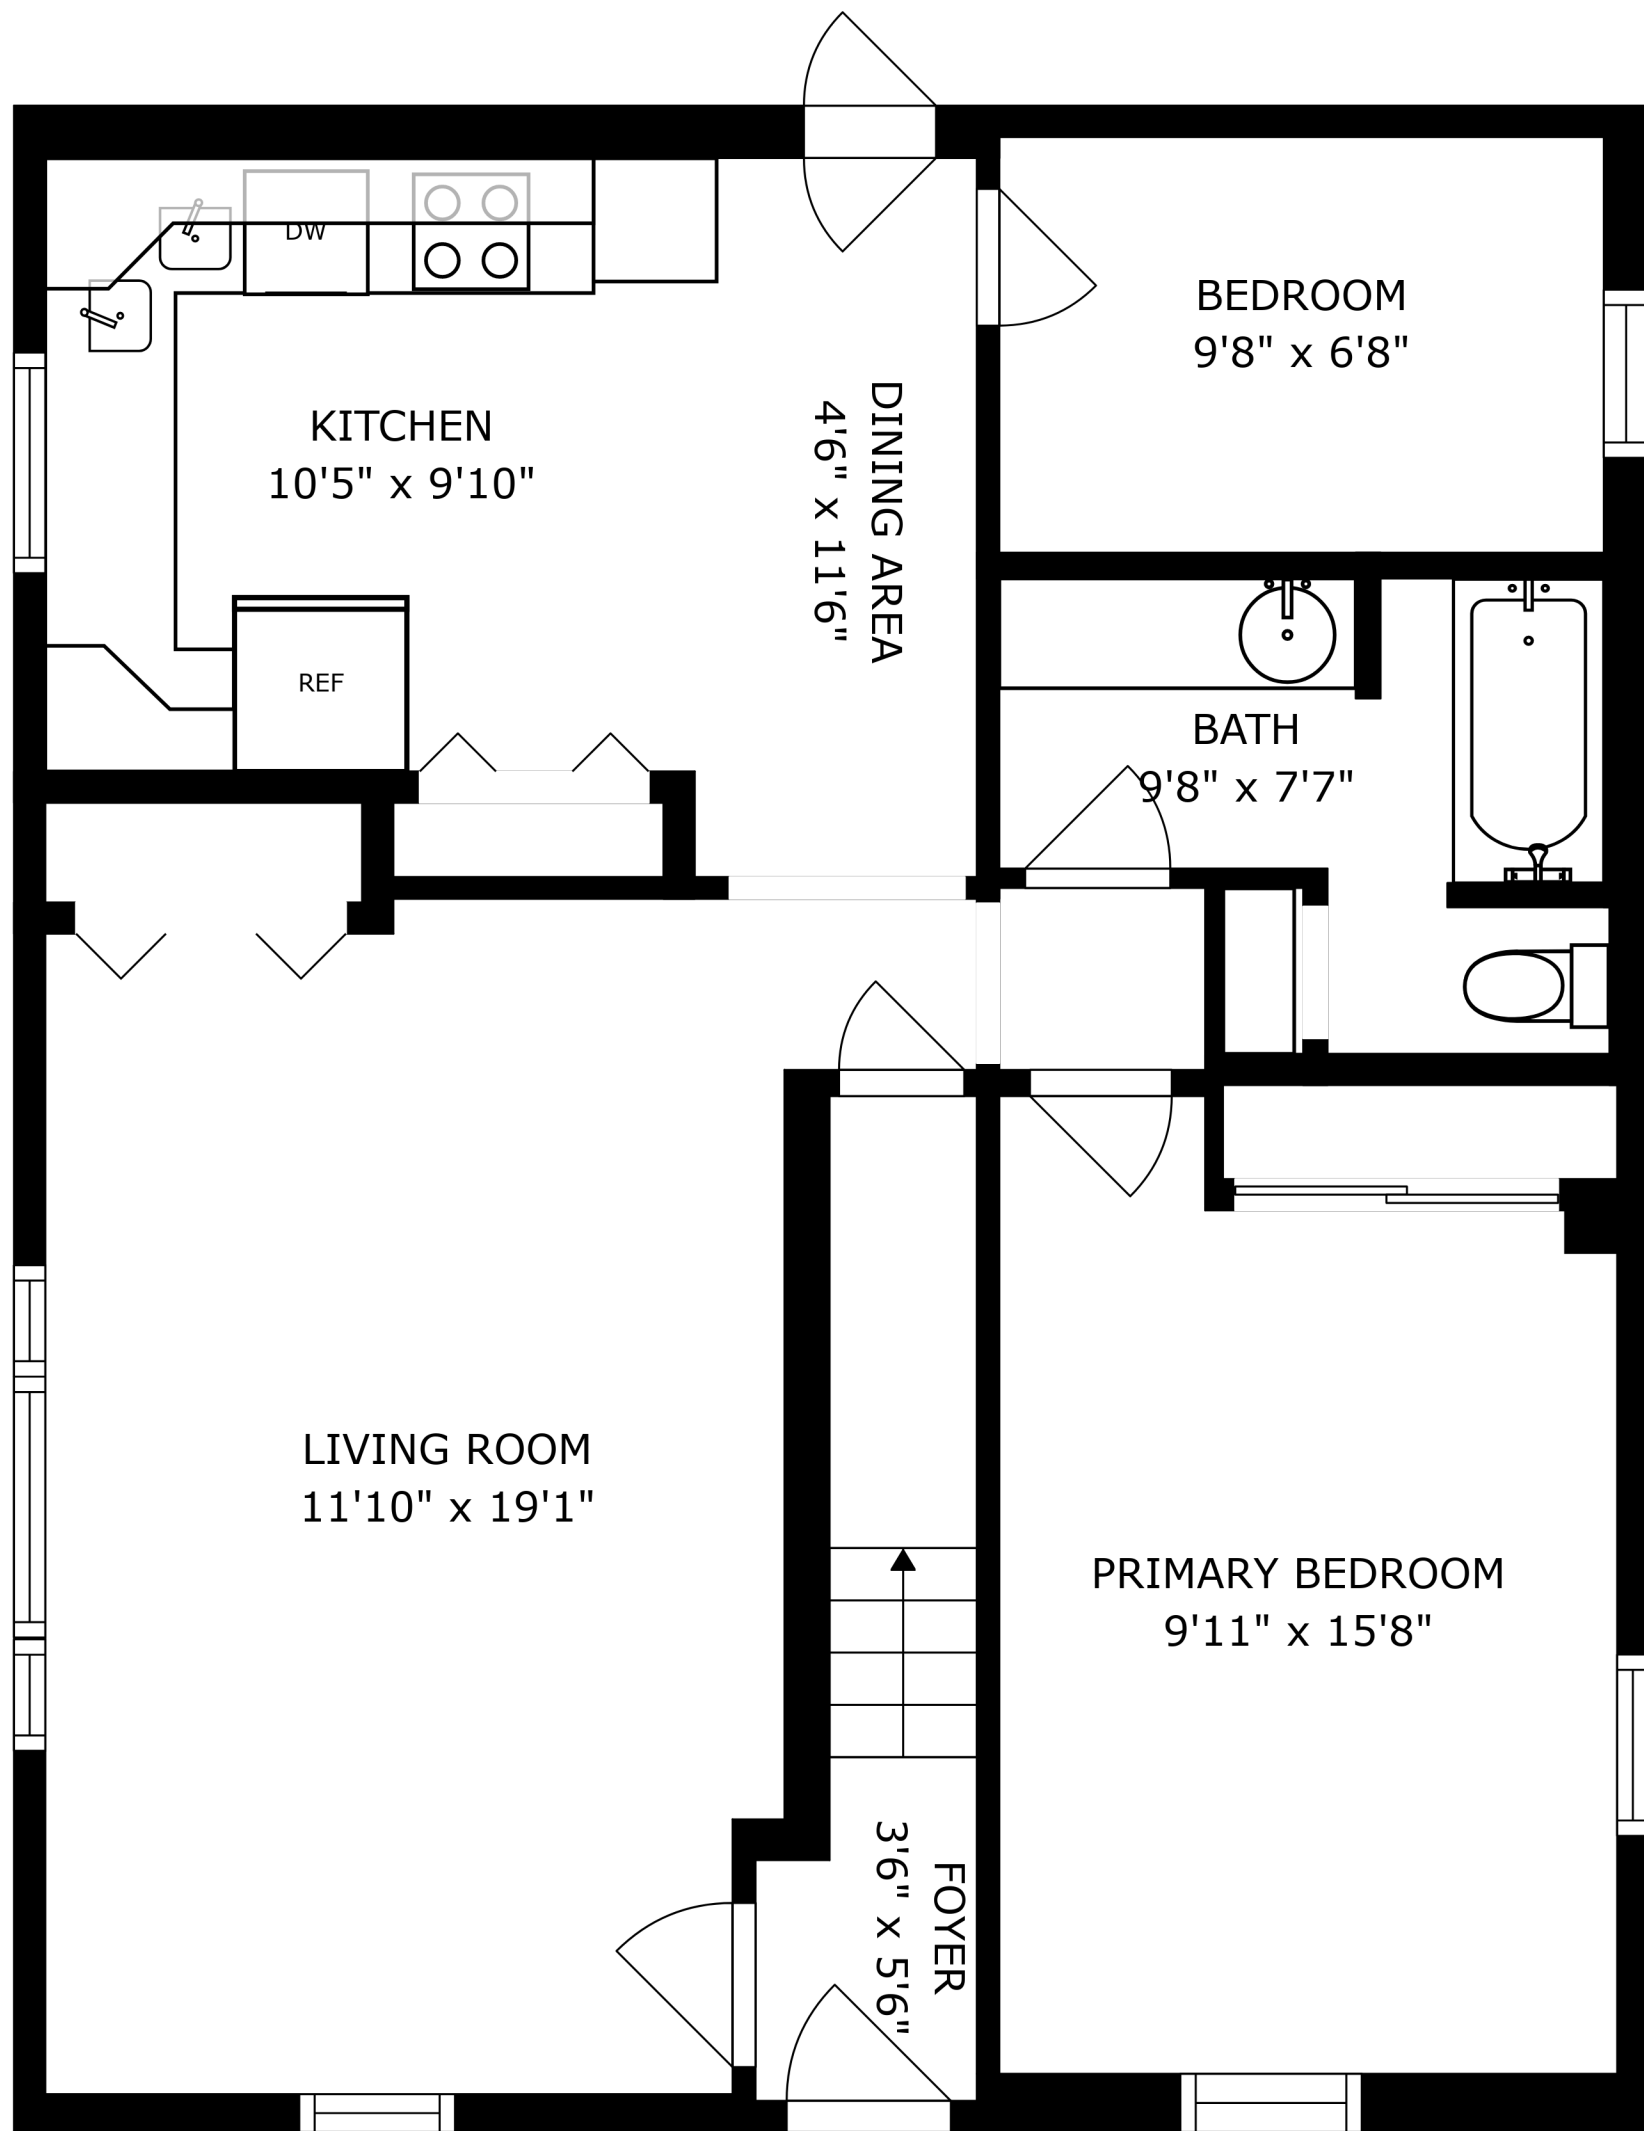 DW
BEDROOM
9'8" x 6'8"
KITCHEN
10'5" x 9'10"
DINING AREA
4'6" x 11'6"
REF
BATH
9'8" x 7'7"
LIVING ROOM
11'10" x 19'1"
PRIMARY BEDROOM
9'11" x 15'8"
FOYER
3'6" x 5'6"